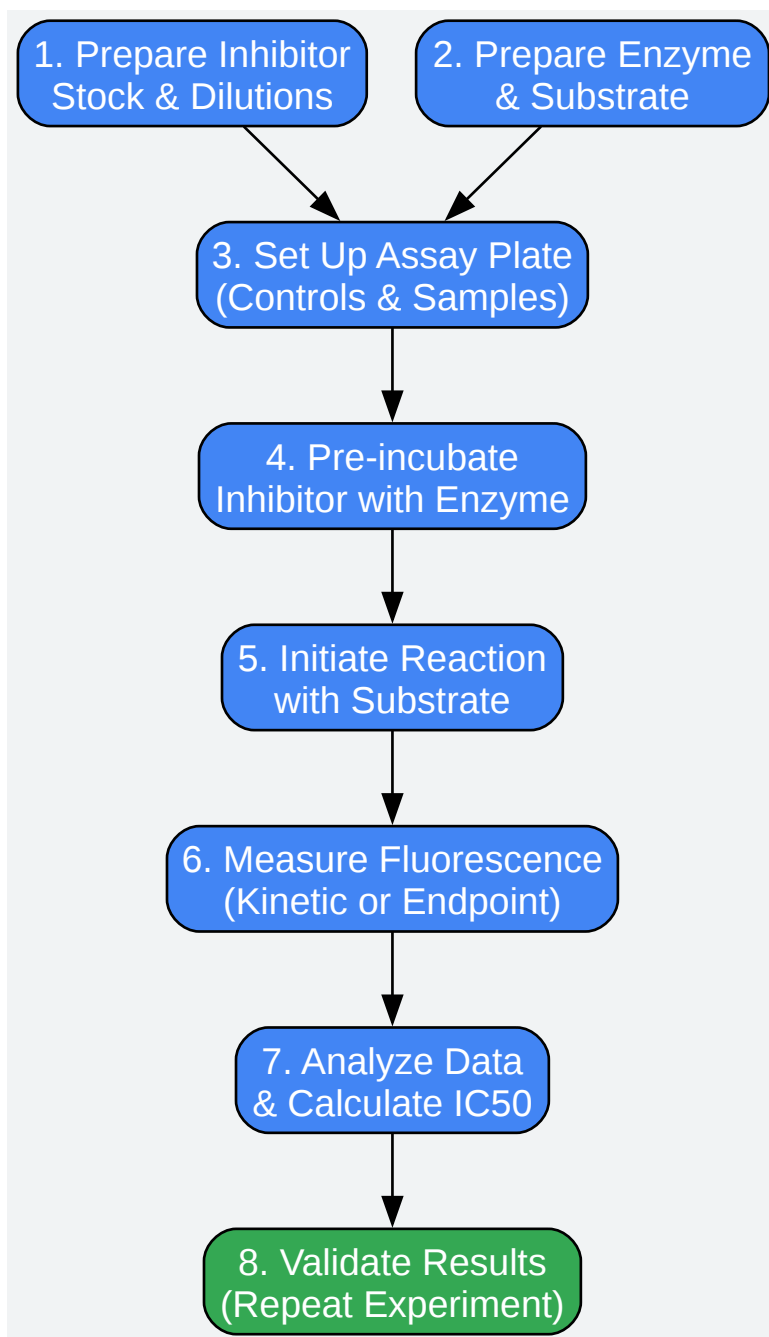 1. Prepare Inhibitor
Stock & Dilutions
2. Prepare Enzyme
& Substrate
3. Set Up Assay Plate
(Controls & Samples)
4. Pre-incubate
Inhibitor with Enzyme
5. Initiate Reaction
with Substrate
6. Measure Fluorescence
(Kinetic or Endpoint)
7. Analyze Data
& Calculate IC50
8. Validate Results
(Repeat Experiment)